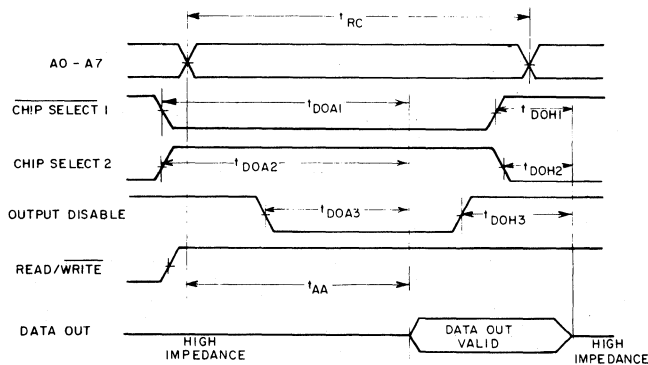 tRC
A0 - A7
CHIP SELECT 1
tDOA1
tDOH1
CHIP SELECT 2
tDOA2
tDOH2
OUTPUT DISABLE
tDOA3
tDOH3
READ/WRITE
tAA
DATA OUT
HIGH
IMPEDANCE
DATA OUT
VALID
HIGH
IMPEDANCE